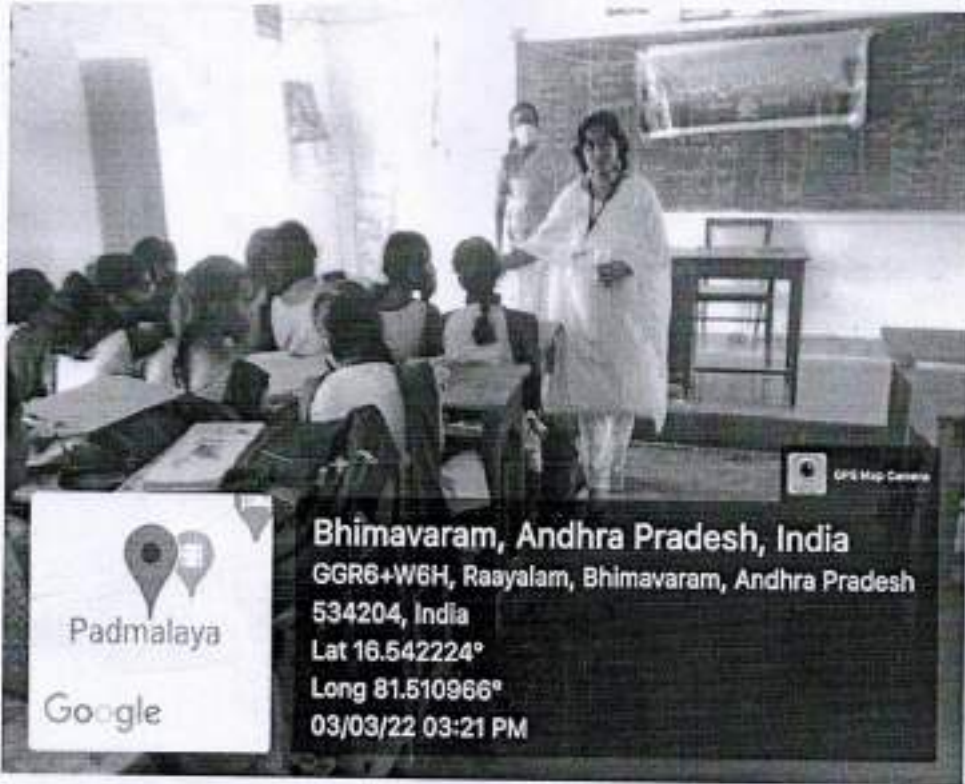 GPS Map Camera
Padmalaya
Google
Bhimavaram, Andhra Pradesh, India
GGR6+W6H, Raayalam, Bhimavaram, Andhra Pradesh
534204, India
Lat 16.542224°
Long 81.510966°
03/03/22 03:21 PM